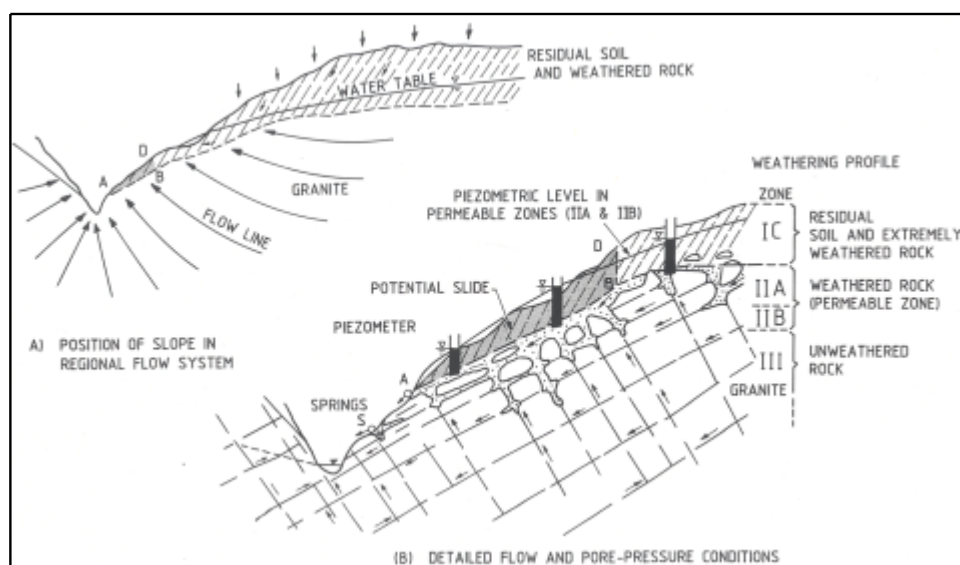 RESIDUAL SOIL
AND WEATHERED ROCK
WATER TABLE
D
A
B
GRANITE
FLOW LINE
A) POSITION OF SLOPE IN
REGIONAL FLOW SYSTEM
WEATHERING PROFILE
ZONE
PIEZOMETRIC LEVEL IN
PERMEABLE ZONES (IIA & IIB)
IC
RESIDUAL
SOIL AND EXTREMELY
WEATHERED ROCK
D
B
POTENTIAL SLIDE
IIA
WEATHERED ROCK
(PERMEABLE ZONE)
IIB
PIEZOMETER
III
UNWEATHERED
ROCK
GRANITE
A
SPRINGS
S
(B) DETAILED FLOW AND PORE-PRESSURE CONDITIONS